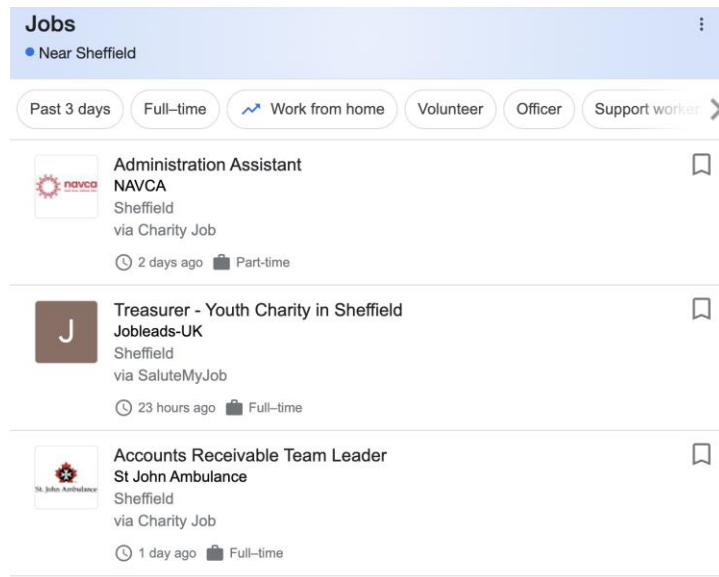 Jobs
Near Sheffield
Past 3 days
Full–time
Work from home
Volunteer
Officer
Support worker
navca
Administration Assistant
NAVCA
Sheffield
via Charity Job
2 days ago
Part-time
J
Treasurer - Youth Charity in Sheffield
Jobleads-UK
Sheffield
via SaluteMyJob
23 hours ago
Full–time
St. John Ambulance
Accounts Receivable Team Leader
St John Ambulance
Sheffield
via Charity Job
1 day ago
Full–time